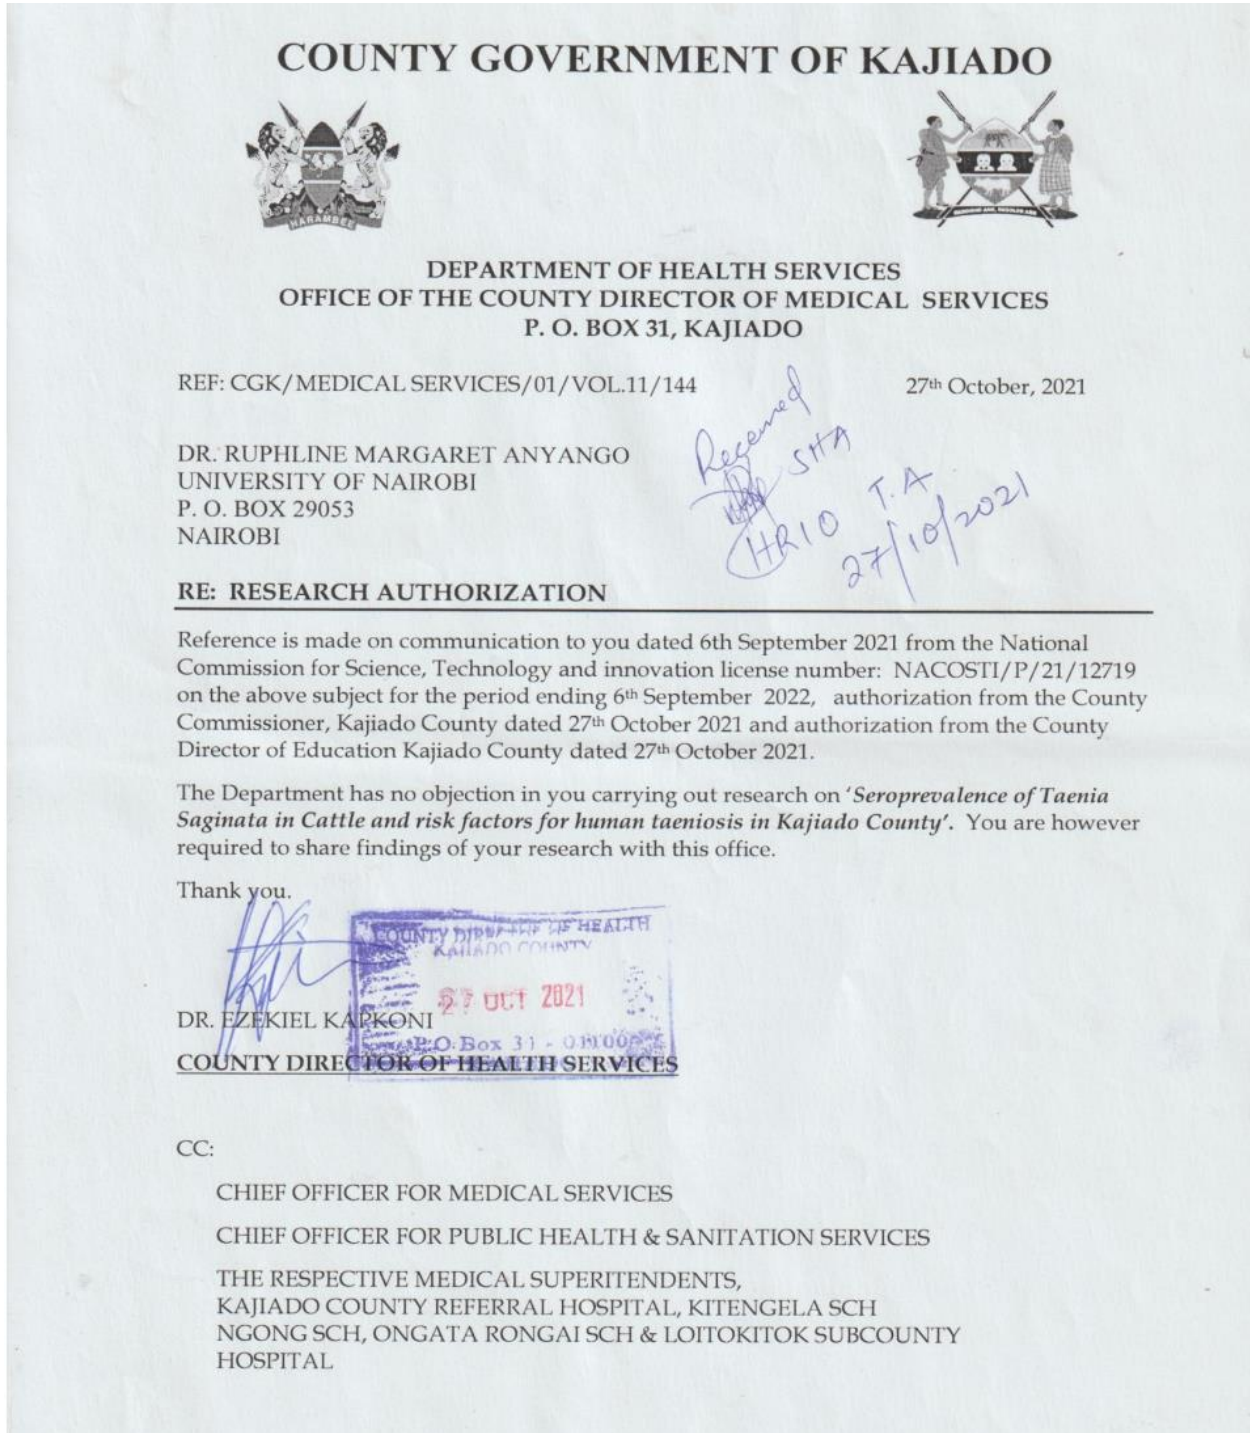 COUNTY GOVERNMENT OF KAJIADO
HARAMBEE
DEPARTMENT OF HEALTH SERVICES
OFFICE OF THE COUNTY DIRECTOR OF MEDICAL SERVICES
P. O. BOX 31, KAJIADO
REF: CGK/MEDICAL SERVICES/01/VOL.11/144 27th October, 2021
Received
SHA
HRIO T.A
27/10/2021
DR. RUPHLINE MARGARET ANYANGO
UNIVERSITY OF NAIROBI
P. O. BOX 29053
NAIROBI
RE: RESEARCH AUTHORIZATION
Reference is made on communication to you dated 6th September 2021 from the National
Commission for Science, Technology and innovation license number: NACOSTI/P/21/12719
on the above subject for the period ending 6th September 2022, authorization from the County
Commissioner, Kajiado County dated 27th October 2021 and authorization from the County
Director of Education Kajiado County dated 27th October 2021.
The Department has no objection in you carrying out research on 'Seroprevalence of Taenia
Saginata in Cattle and risk factors for human taeniosis in Kajiado County'. You are however
required to share findings of your research with this office.
Thank you.
COUNTY DIRECTOR OF HEALTH
KAJIADO COUNTY
27 OCT 2021
P.O. Box 31 -
DR. EZEKIEL KAPKONI
COUNTY DIRECTOR OF HEALTH SERVICES
CC:
CHIEF OFFICER FOR MEDICAL SERVICES
CHIEF OFFICER FOR PUBLIC HEALTH & SANITATION SERVICES
THE RESPECTIVE MEDICAL SUPERITENDENTS,
KAJIADO COUNTY REFERRAL HOSPITAL, KITENGELA SCH
NGONG SCH, ONGATA RONGAI SCH & LOITOKITOK SUBCOUNTY
HOSPITAL